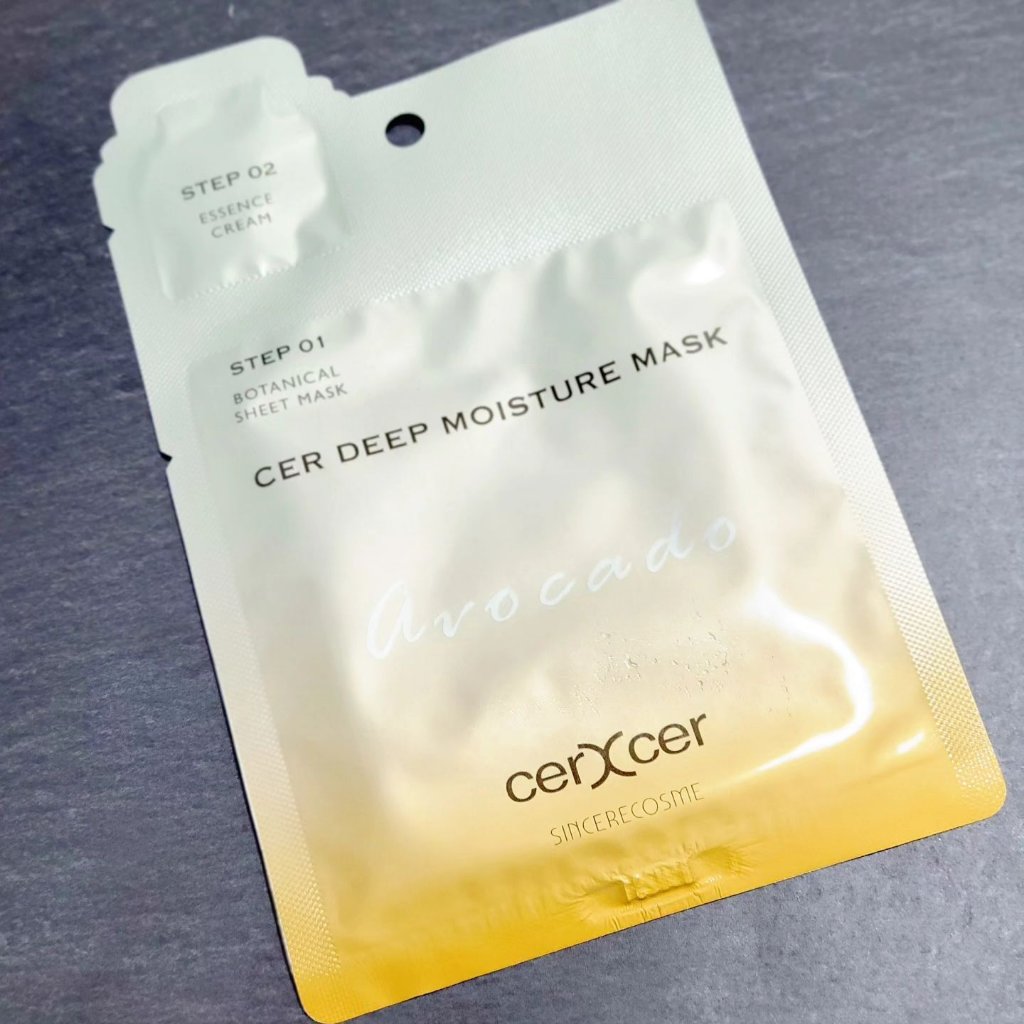 STEP 02
ESSENCE
CREAM
STEP 01
BOTANICAL
SHEET MASK
CER DEEP MOISTURE MASK
Avocado
cerXcer
SINCERECOSME